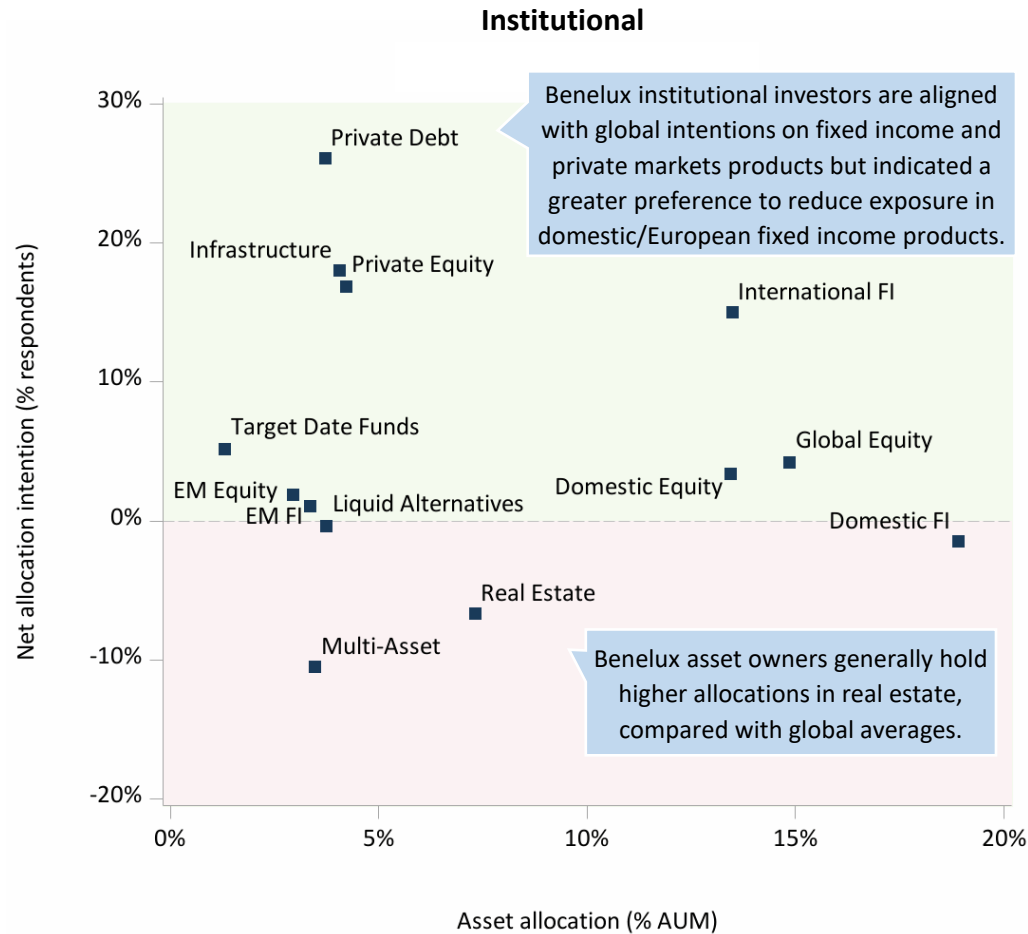 Institutional
Benelux institutional investors are aligned
with global intentions on fixed income and
private markets products but indicated a
greater preference to reduce exposure in
domestic/European fixed income products.
30%
Private Debt
20%
Infrastructure
Private Equity
International FI
10%
Target Date Funds
Global Equity
EM Equity
Domestic Equity
Liquid Alternatives
EM FI
0%
Domestic FI
Real Estate
Multi-Asset
-10%
Benelux asset owners generally hold
higher allocations in real estate,
compared with global averages.
-20%
0%
5%
10%
15%
20%
Net allocation intention (% respondents)
Asset allocation (% AUM)